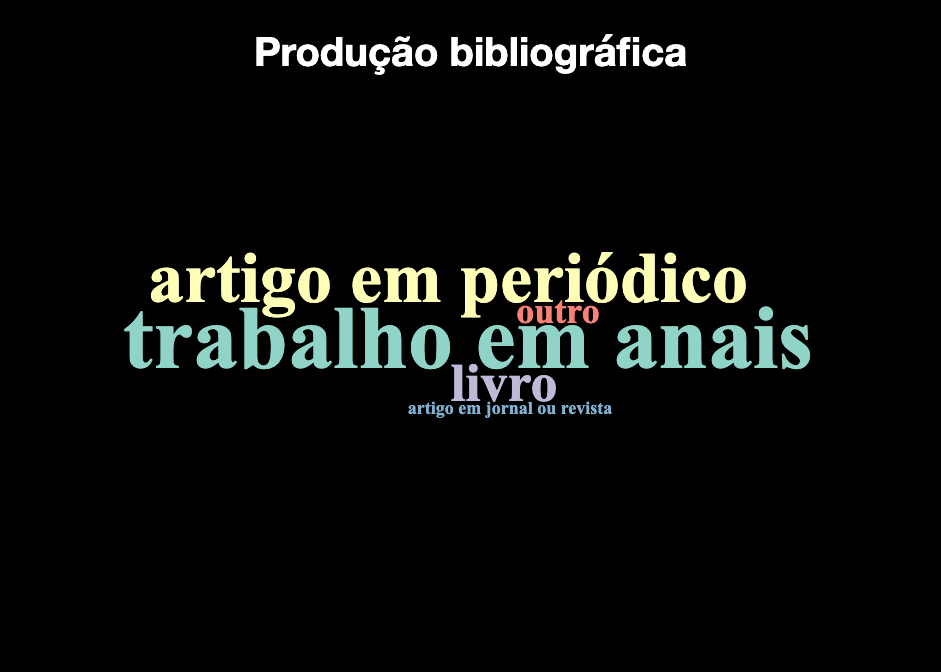 Produção bibliográfica
artigo em periódico
outro
trabalho em anais
livro
artigo em jornal ou revista